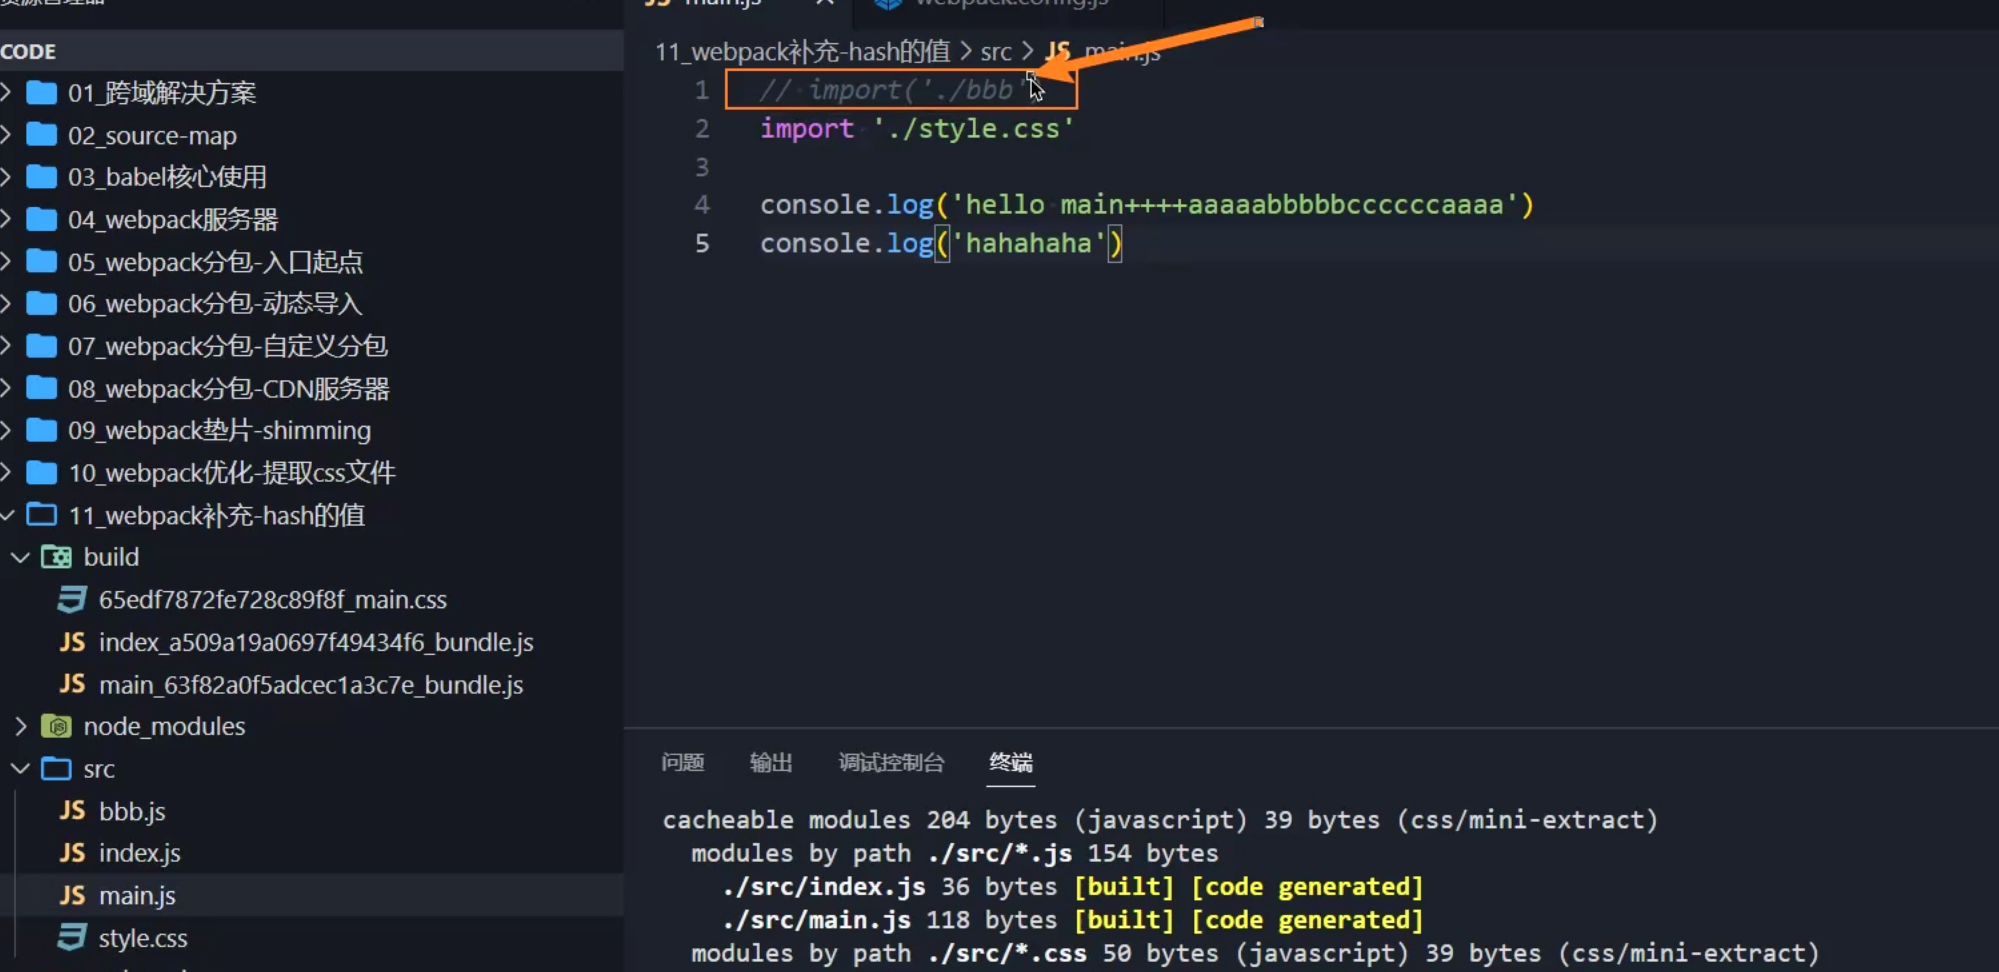 资源管理器
CODE
01_跨域解决方案
02_source-map
03_babel核心使用
04_webpack服务器
05_webpack分包-入口起点
06_webpack分包-动态导入
07_webpack分包-自定义分包
08_webpack分包-CDN服务器
09_webpack垫片-shimming
10_webpack优化-提取css文件
11_webpack补充-hash的值
build
65edf7872fe728c89f8f_main.css
JS index_a509a19a0697f49434f6_bundle.js
JS main_63f82a0f5adcec1a3c7e_bundle.js
node_modules
src
JS bbb.js
JS index.js
JS main.js
style.css
JS main.js
webpack.config.js
11_webpack补充-hash的值 > src > JS main.js
1 // import('./bbb'
2 import './style.css'
3
4 console.log('hello main++++aaaaabbbbbccccccaaaa')
5 console.log('hahahaha')
问题 输出 调试控制台 终端
cacheable modules 204 bytes (javascript) 39 bytes (css/mini-extract)
modules by path ./src/*.js 154 bytes
./src/index.js 36 bytes [built] [code generated]
./src/main.js 118 bytes [built] [code generated]
modules by path ./src/*.css 50 bytes (javascript) 39 bytes (css/mini-extract)